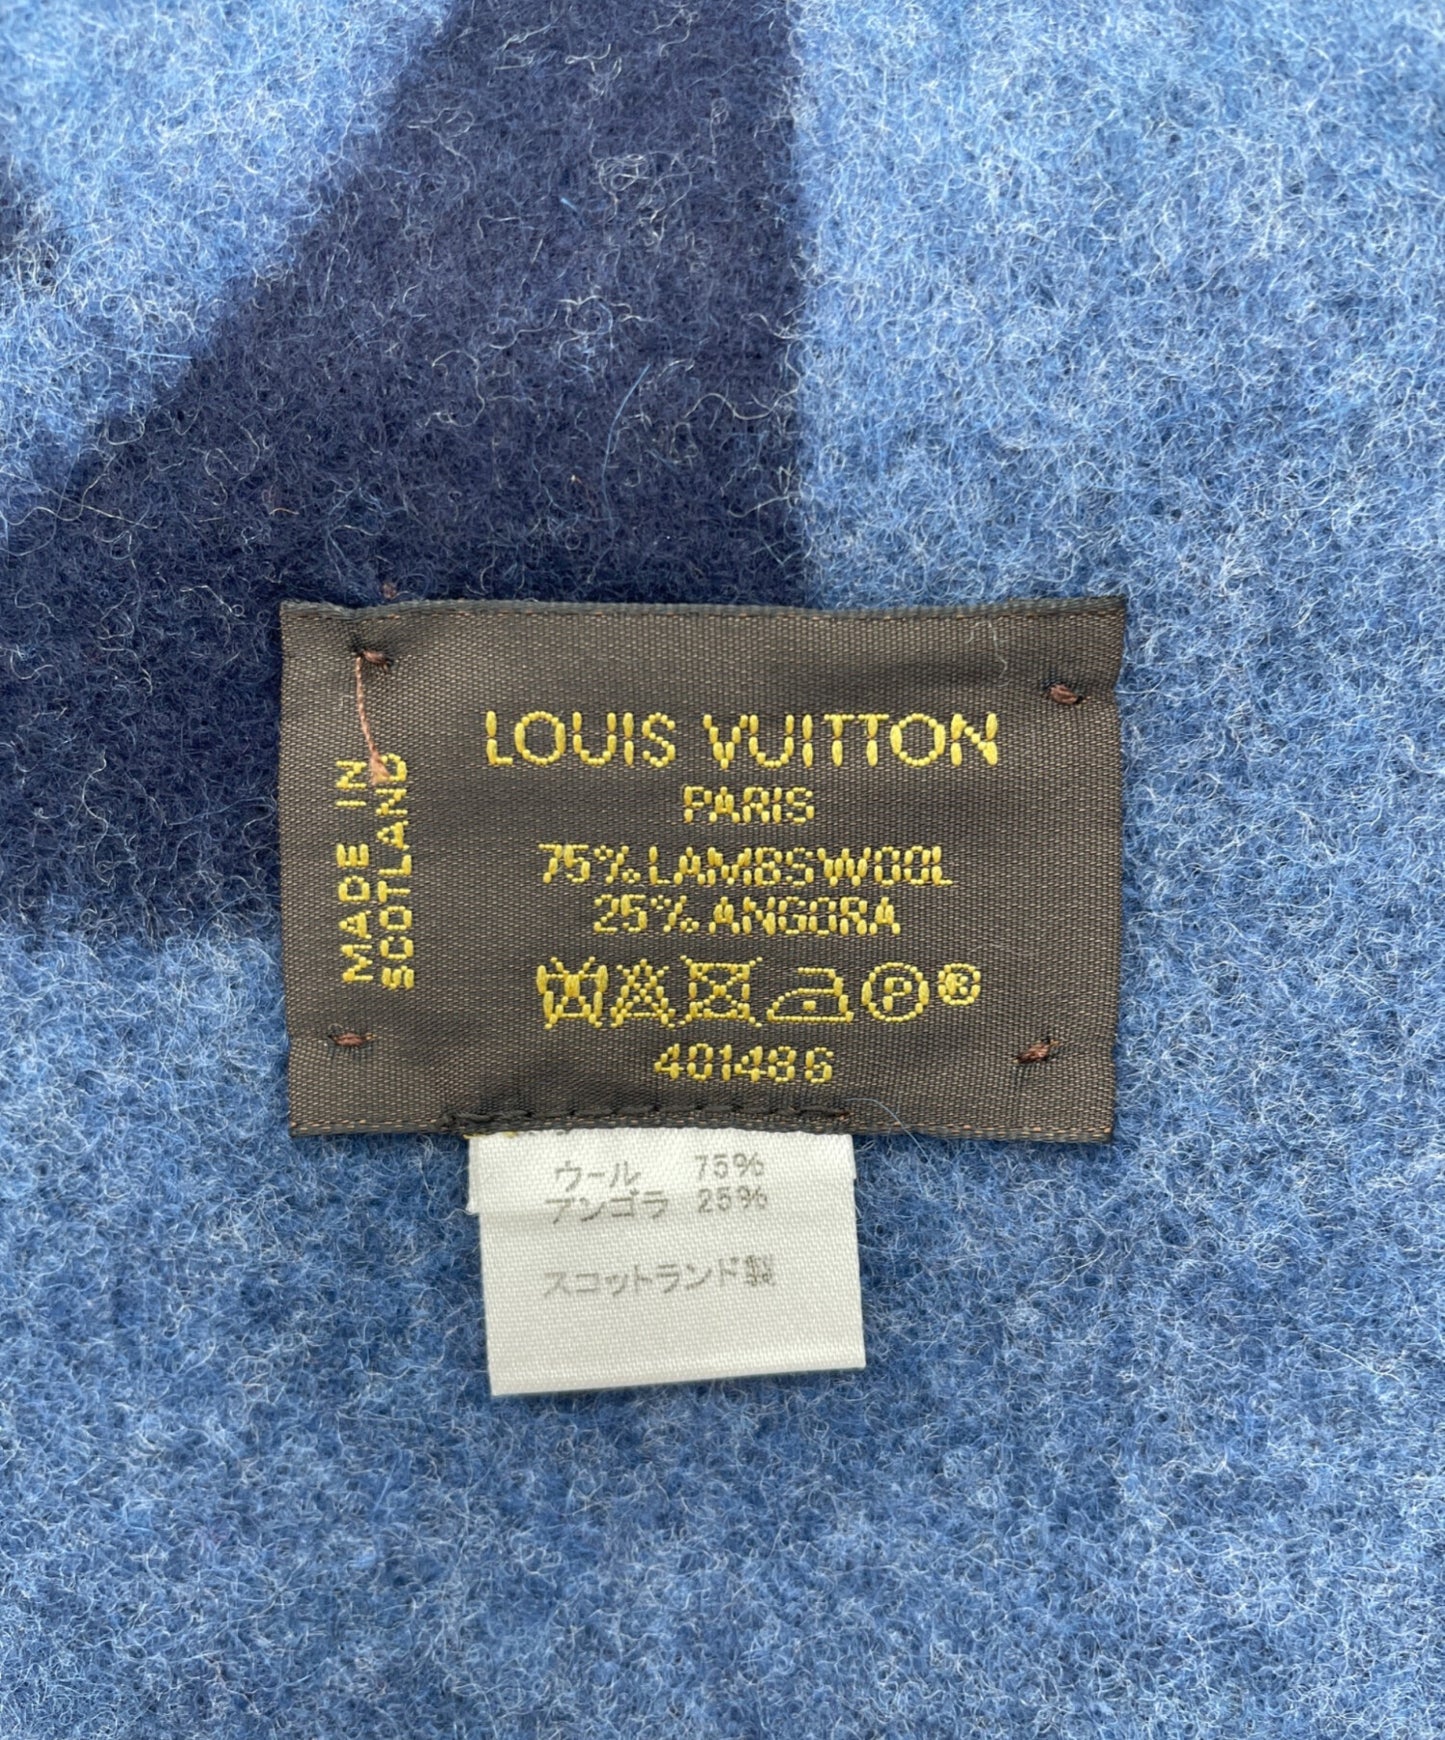 LOUIS VUITTON
PARIS
75% LAMBSWOOL
25% ANGORA
P ®
401486
MADE IN
SCOTLAND
ウール 75%
アンゴラ 25%
スコットランド製